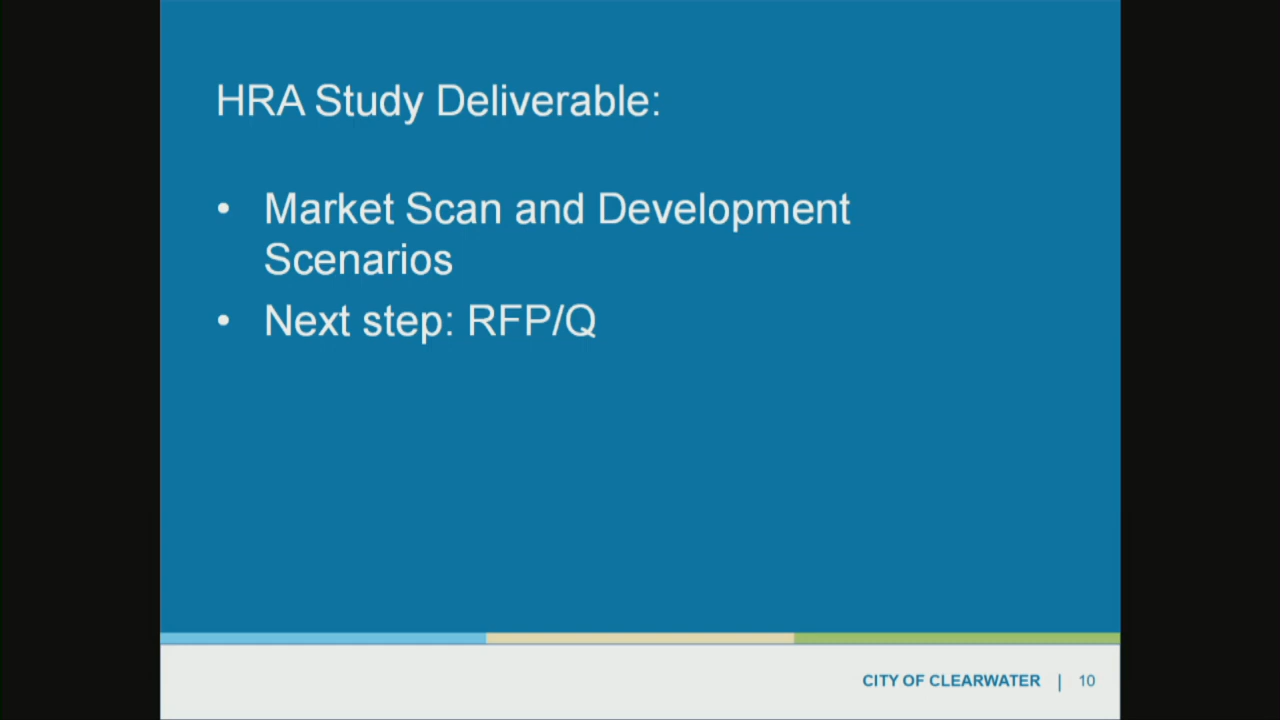 HRA Study Deliverable:
• Market Scan and Development
Scenarios
• Next step: RFP/Q
CITY OF CLEARWATER | 10